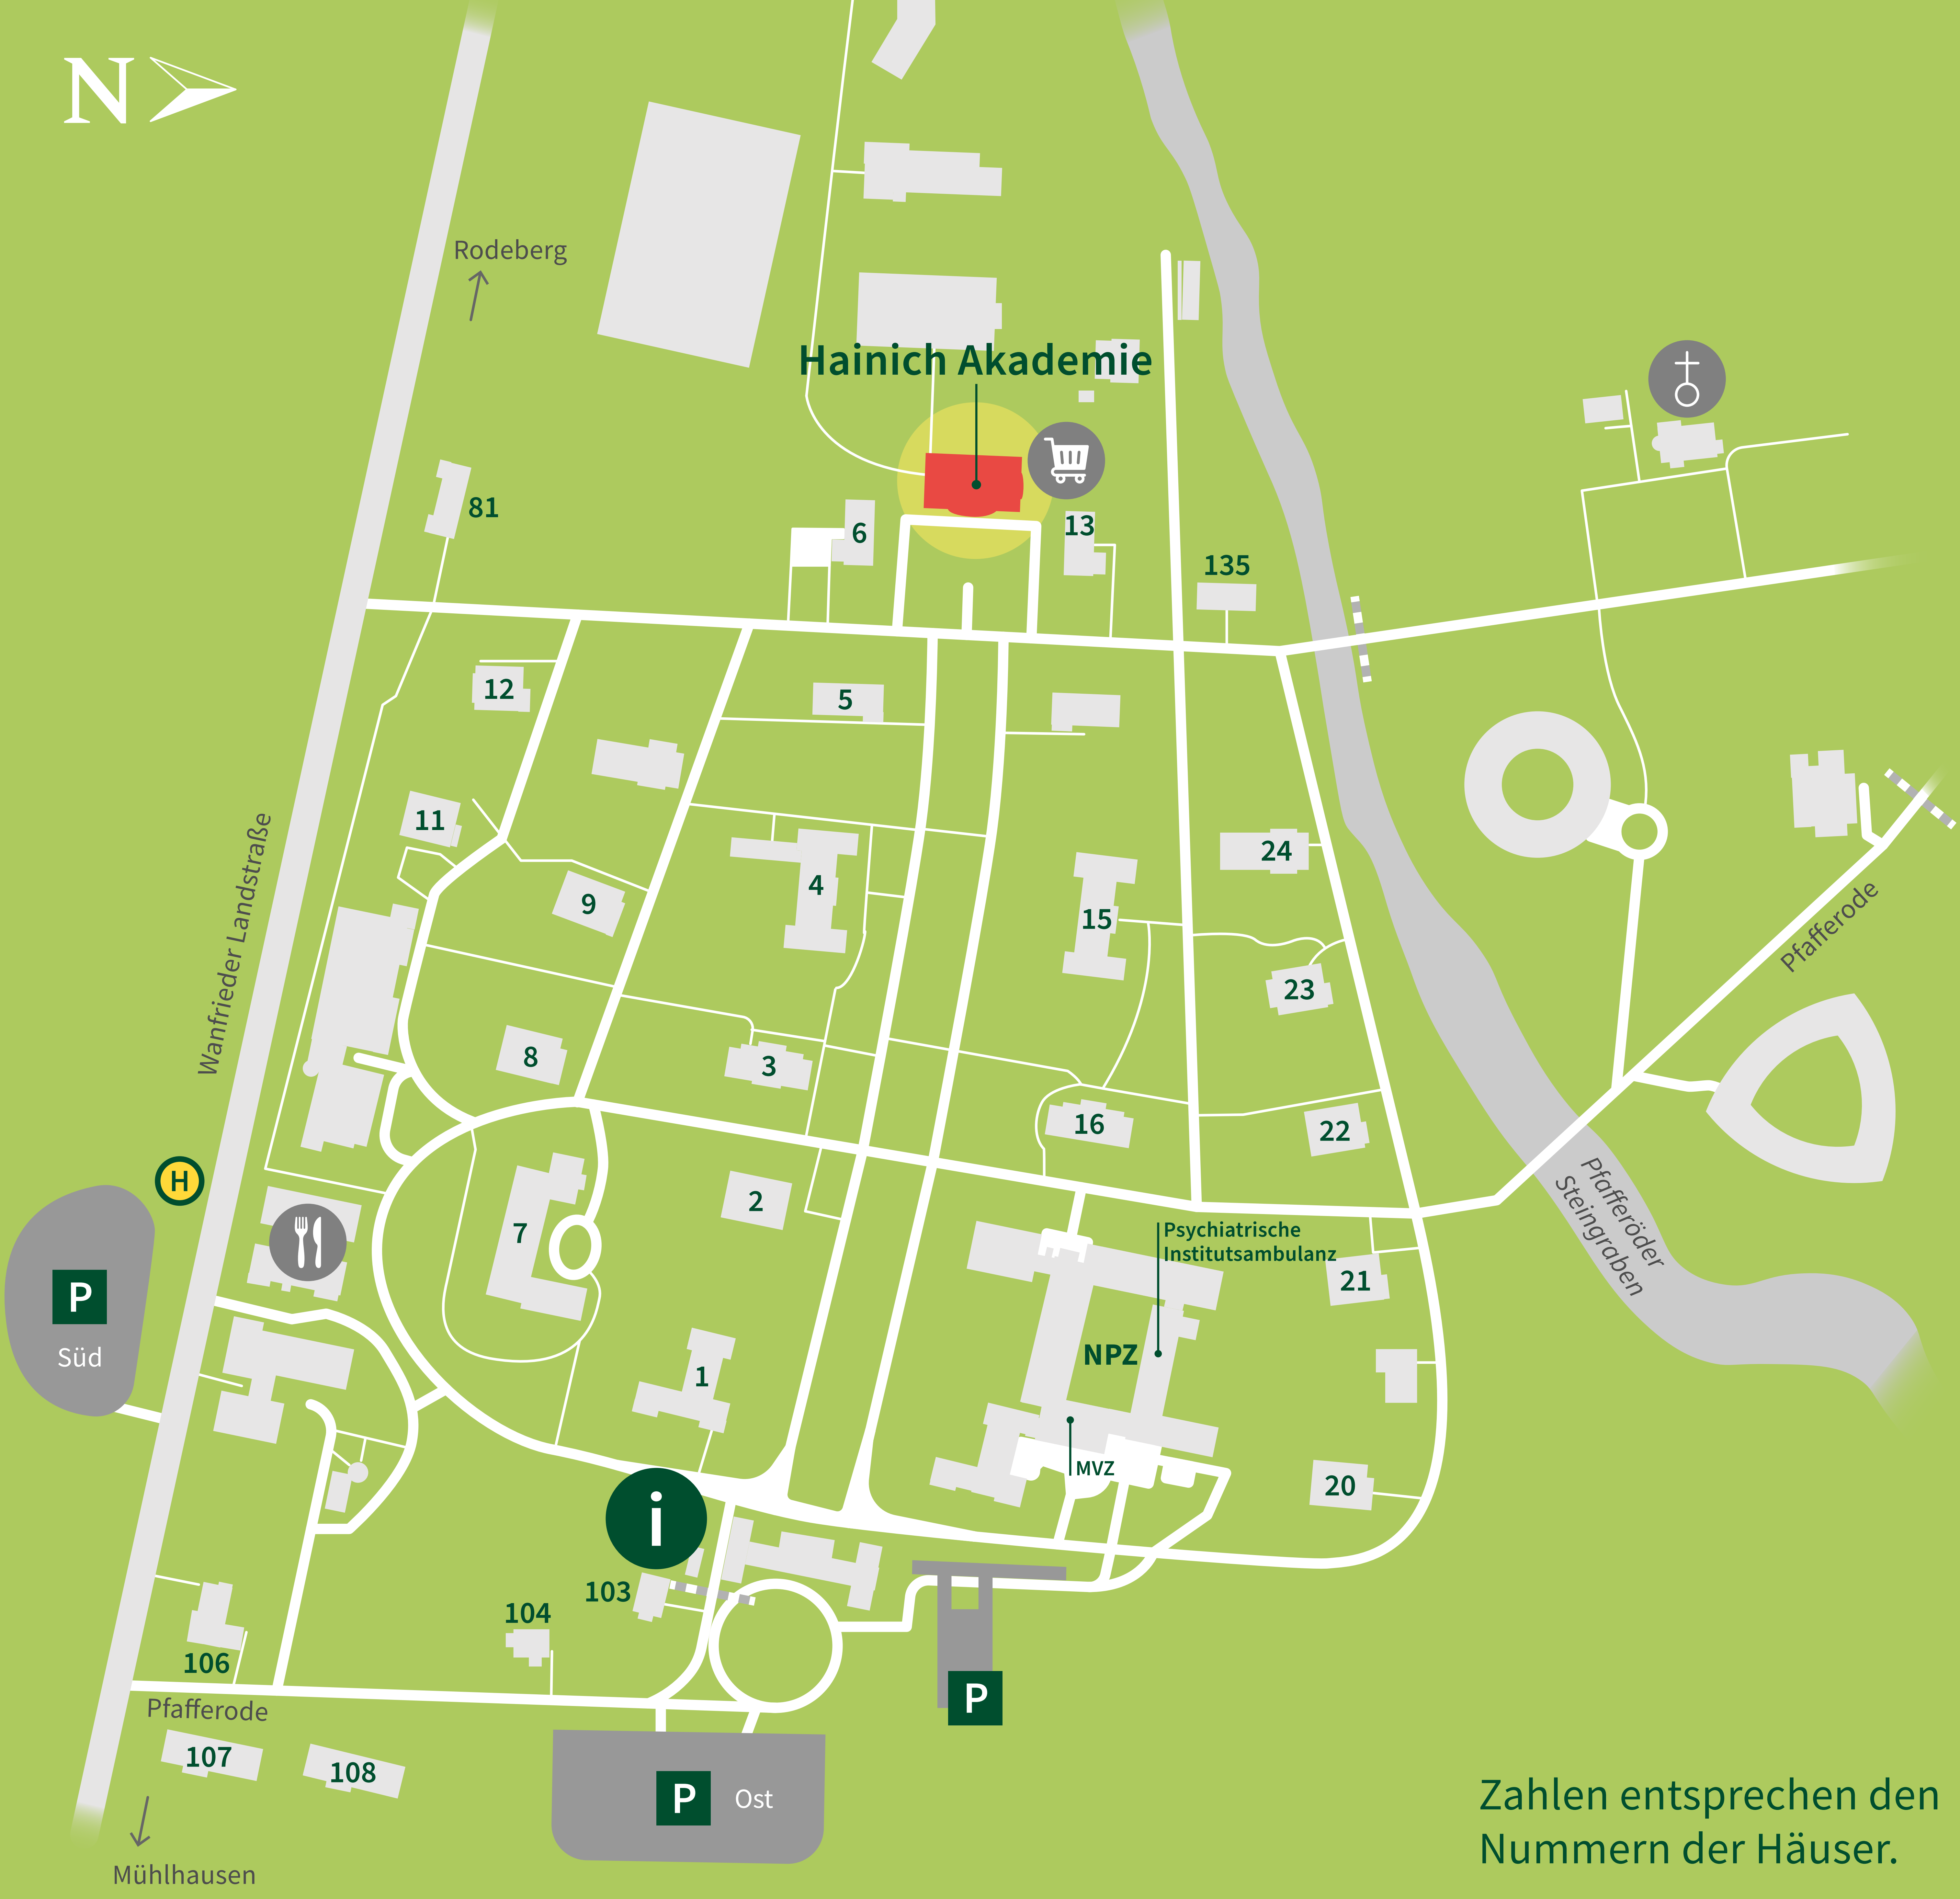 N
Rodeberg
Hainich Akademie
81
6
13
135
12
5
11
9
4
24
15
23
Wanfrieder Landstraße
Pfafferode
8
3
16
22
H
7
2
Psychiatrische
Institutsambulanz
21
Pfafferöder
Steingraben
P
Süd
NPZ
1
MVZ
20
i
103
104
106
Pfafferode
P
107
108
P
Ost
Zahlen entsprechen den
Nummern der Häuser.
Mühlhausen